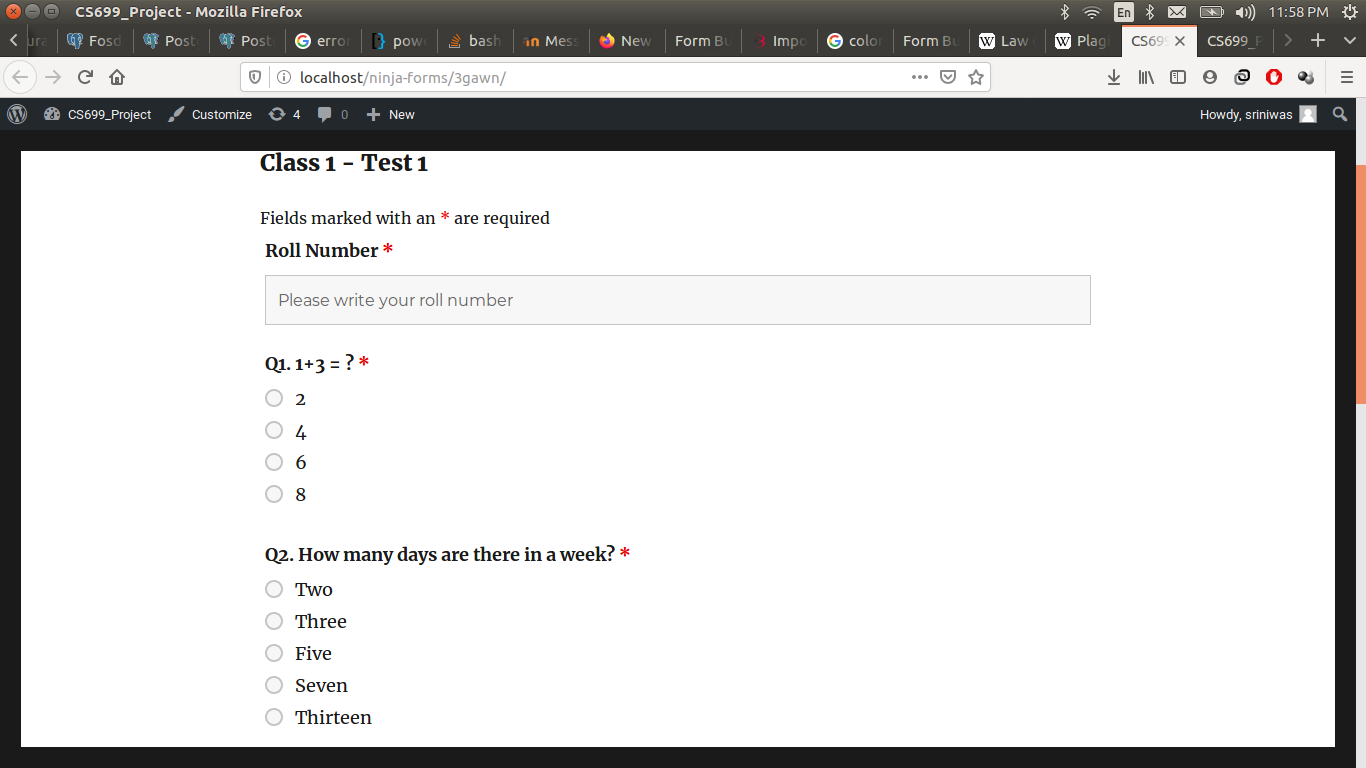 CS699_Project - Mozilla Firefox
En
11:58 PM
Fosd
Post
Post
error
pow
bash
Mess
New
Form Bu
Impo
color
Form Bu
Law
Plagi
CS699
CS699_P
localhost/ninja-forms/3gawn/
CS699_Project
Customize
4
0
New
Howdy, sriniwas
Class 1 - Test 1
Fields marked with an * are required
Roll Number *
Please write your roll number
Q1. 1+3 = ? *
2
4
6
8
Q2. How many days are there in a week? *
Two
Three
Five
Seven
Thirteen